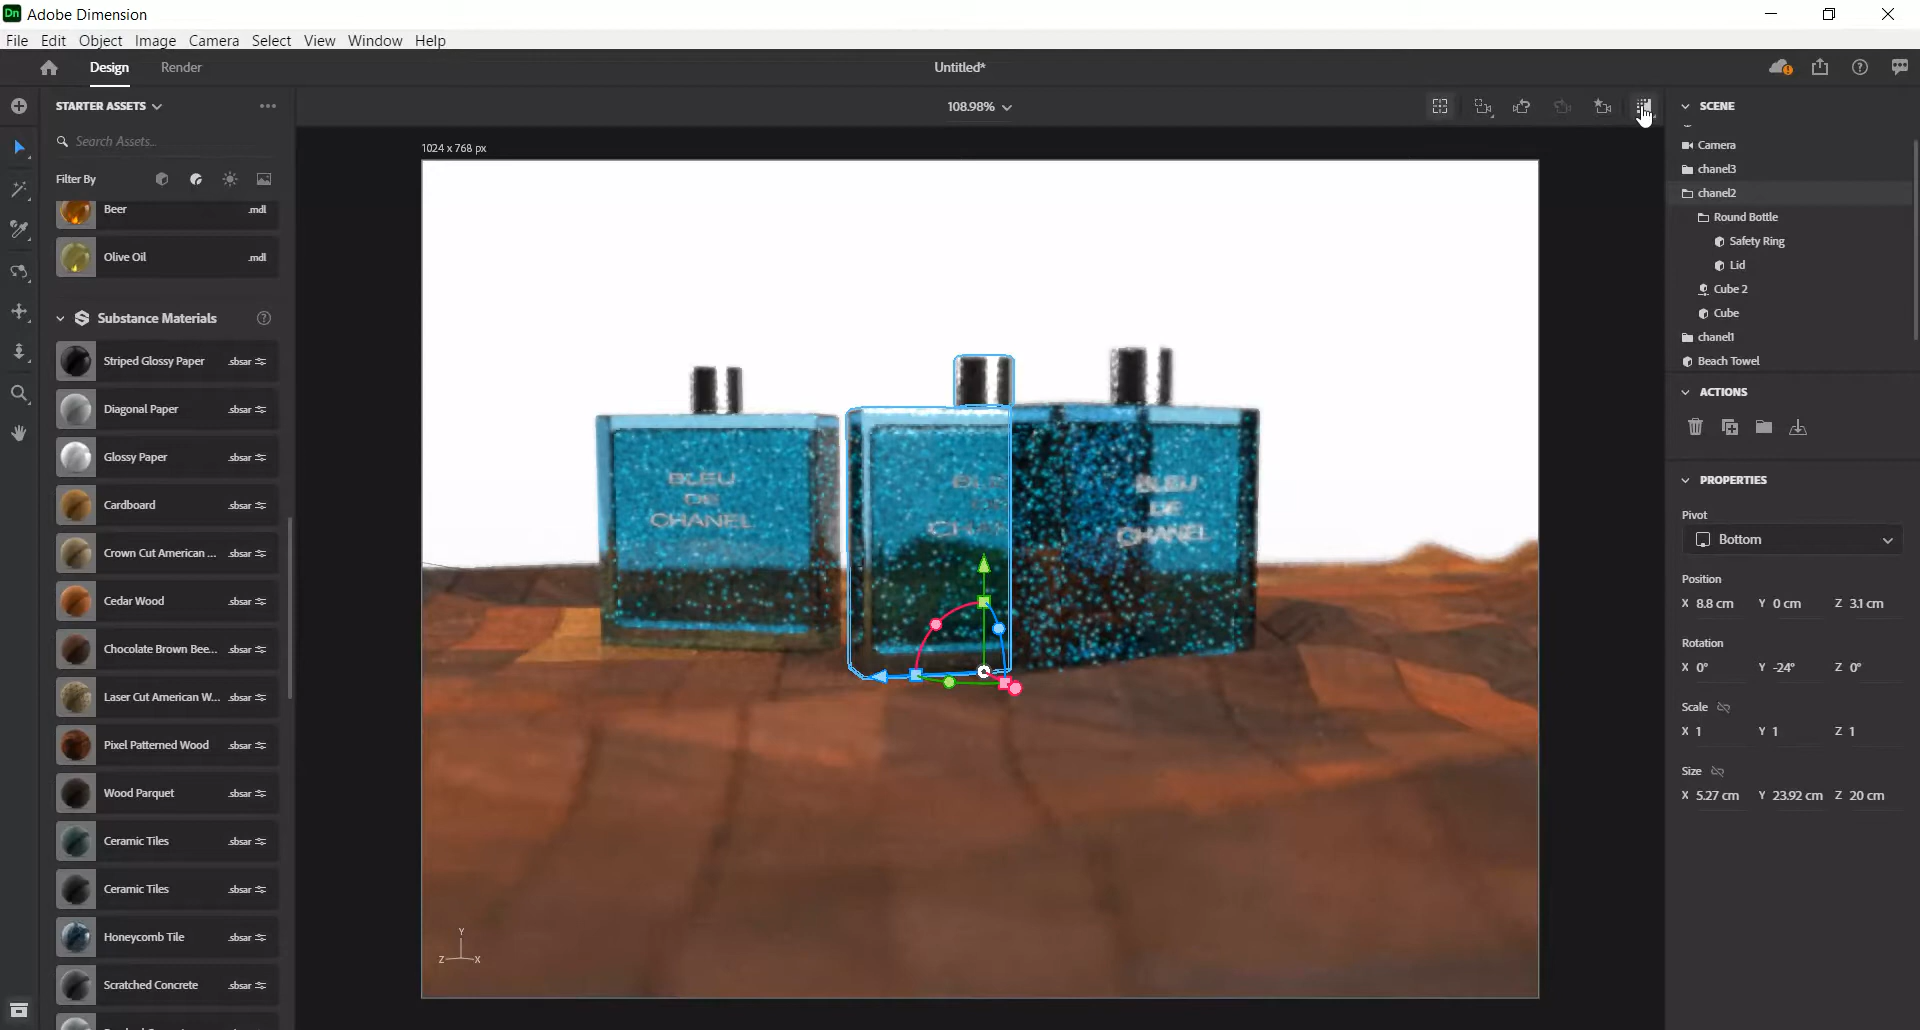 Dn Adobe Dimension
File Edit Object Image Camera Select View Window Help
Design Render Untitled*
STARTER ASSETS
108.98%
SCENE
Search Assets...
1024 x 768 px
Camera
chanel3
Filter By
chanel2
Beer .mdl
Round Bottle
Safety Ring
Olive Oil .mdl
Lid
Cube 2
Substance Materials
Cube
chanel1
Striped Glossy Paper .sbsar
Beach Towel
ACTIONS
Diagonal Paper .sbsar
Glossy Paper .sbsar
PROPERTIES
BLEU
DE
CHANEL
BLEU
DE
CHANEL
Cardboard .sbsar
Pivot
Bottom
Crown Cut American ... .sbsar
Position
X 8.8 cm Y 0 cm Z 3.1 cm
Cedar Wood .sbsar
Rotation
X 0° Y -24° Z 0°
Chocolate Brown Bee... .sbsar
Laser Cut American W... .sbsar
Scale
X 1 Y 1 Z 1
Pixel Patterned Wood .sbsar
Size
X 5.27 cm Y 23.92 cm Z 20 cm
Wood Parquet .sbsar
Ceramic Tiles .sbsar
Ceramic Tiles .sbsar
Honeycomb Tile .sbsar
Y
Z X
Scratched Concrete .sbsar